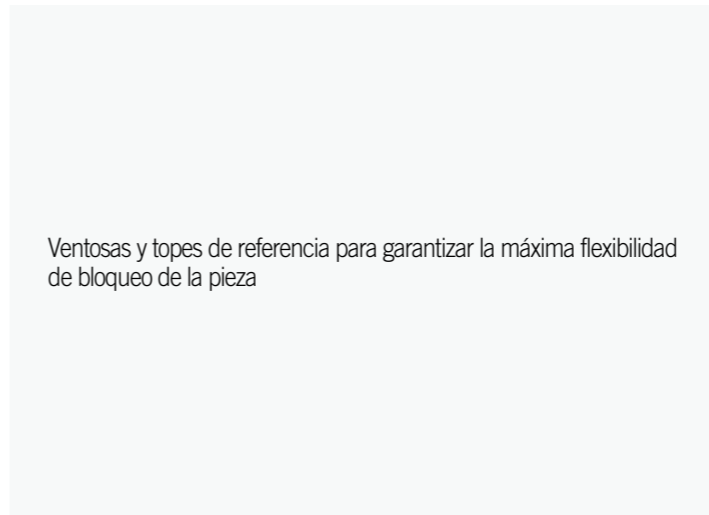 Ventosas y topes de referencia para garantizar la máxima flexibilidad
de bloqueo de la pieza